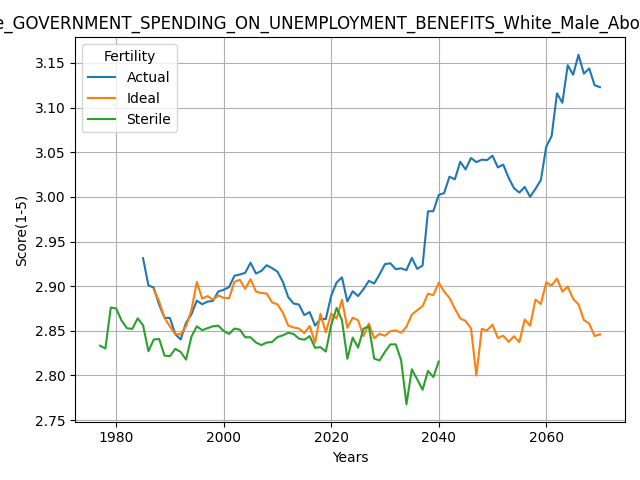 GOVERNMENT_SPENDING_ON_UNEMPLOYMENT_BENEFITS_White_Male_
Fertility
Actual
Ideal
Sterile
Score(1-5)
3.15
3.10
3.05
3.00
2.95
2.90
2.85
2.80
2.75
1980
2000
2020
2040
2060
Years